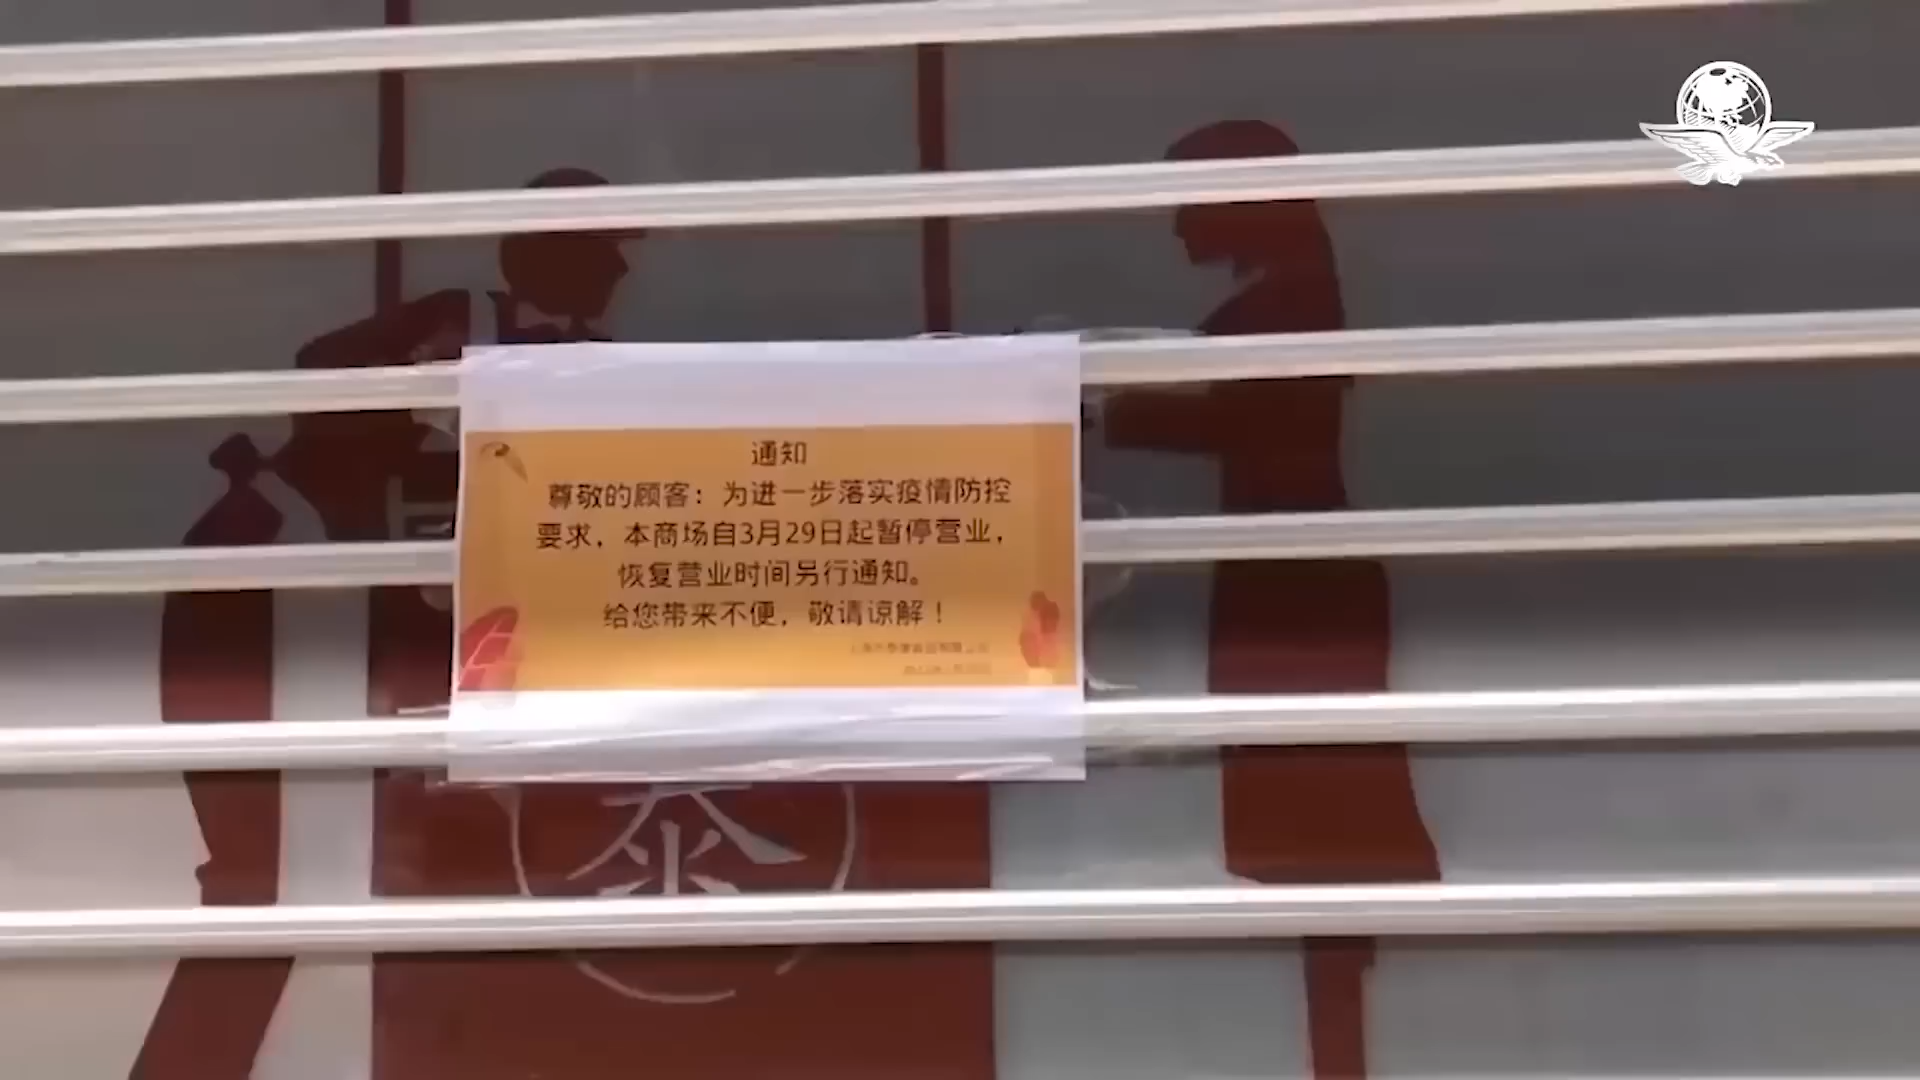 通知
尊敬的顾客：为进一步落实疫情防控
要求，本商场自3月29日起暂停营业，
恢复营业时间另行通知。
给您带来不便，敬请谅解！
泰